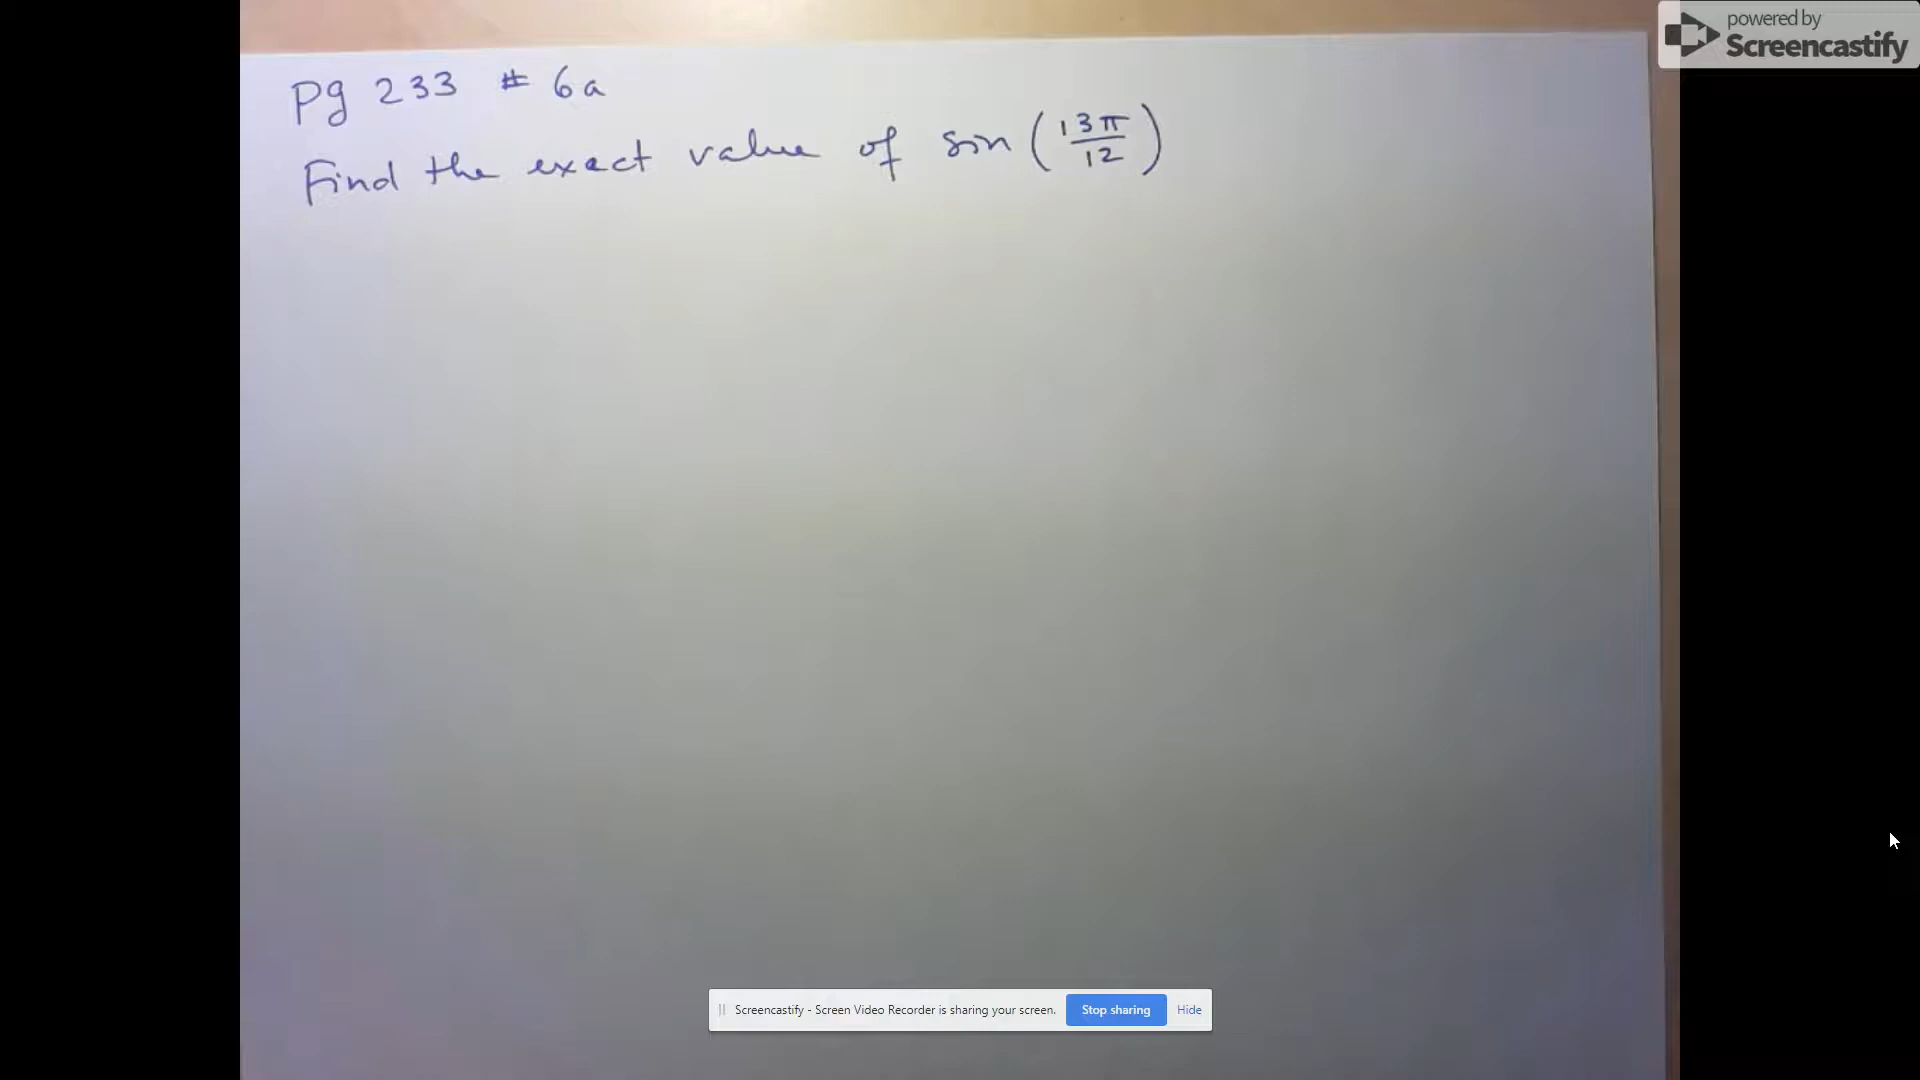 powered by
Screencastify
Pg 233 # 6a
Find the exact value of sin (13π/12)
Screencastify - Screen Video Recorder is sharing your screen. Stop sharing Hide